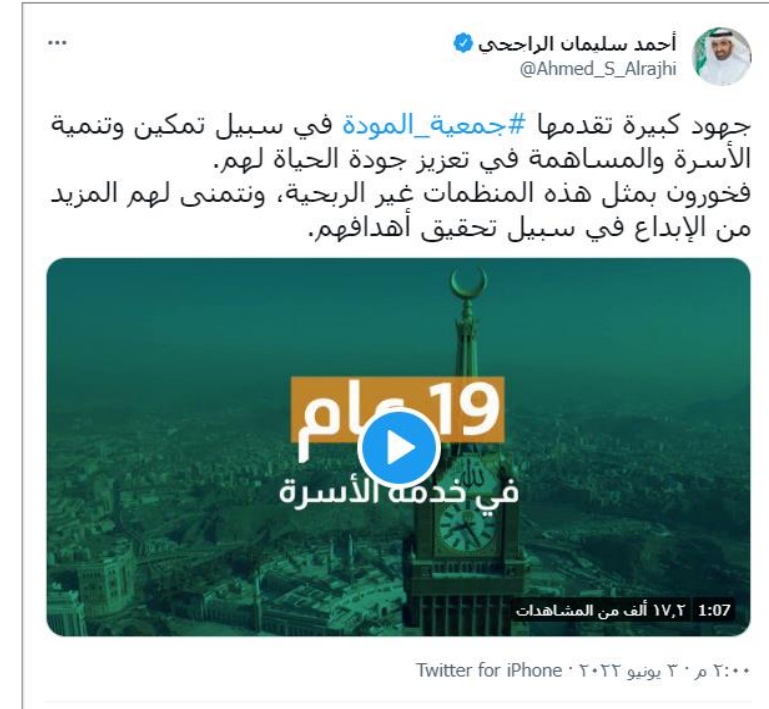 أحمد سليمان الراجحي
@Ahmed_S_Alrajhi
جهود كبيرة تقدمها #جمعية_المودة في سبيل تمكين وتنمية
الأسرة والمساهمة في تعزيز جودة الحياة لهم.
فخورون بمثل هذه المنظمات غير الربحية، ونتمنى لهم المزيد
من الإبداع في سبيل تحقيق أهدافهم.
19 عام
في خدمة الأسرة
الله
1:07 ١٧,٢ ألف من المشاهدات
٢:٠٠ م · ٣ يونيو ٢٠٢٢ · Twitter for iPhone